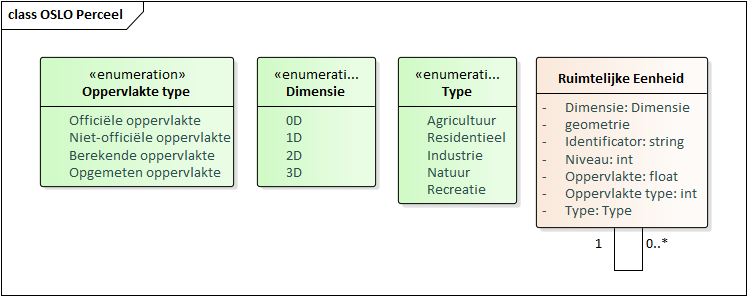 class OSLO Perceel
«enumeration»
Oppervlakte type
Officiële oppervlakte
Niet-officiële oppervlakte
Berekende oppervlakte
Opgemeten oppervlakte
«enumerati...
Dimensie
0D
1D
2D
3D
«enumerati...
Type
Agricultuur
Residentieel
Industrie
Natuur
Recreatie
Ruimtelijke Eenheid
- Dimensie: Dimensie
- geometrie
- Identificator: string
- Niveau: int
- Oppervlakte: float
- Oppervlakte type: int
- Type: Type
1 0..*